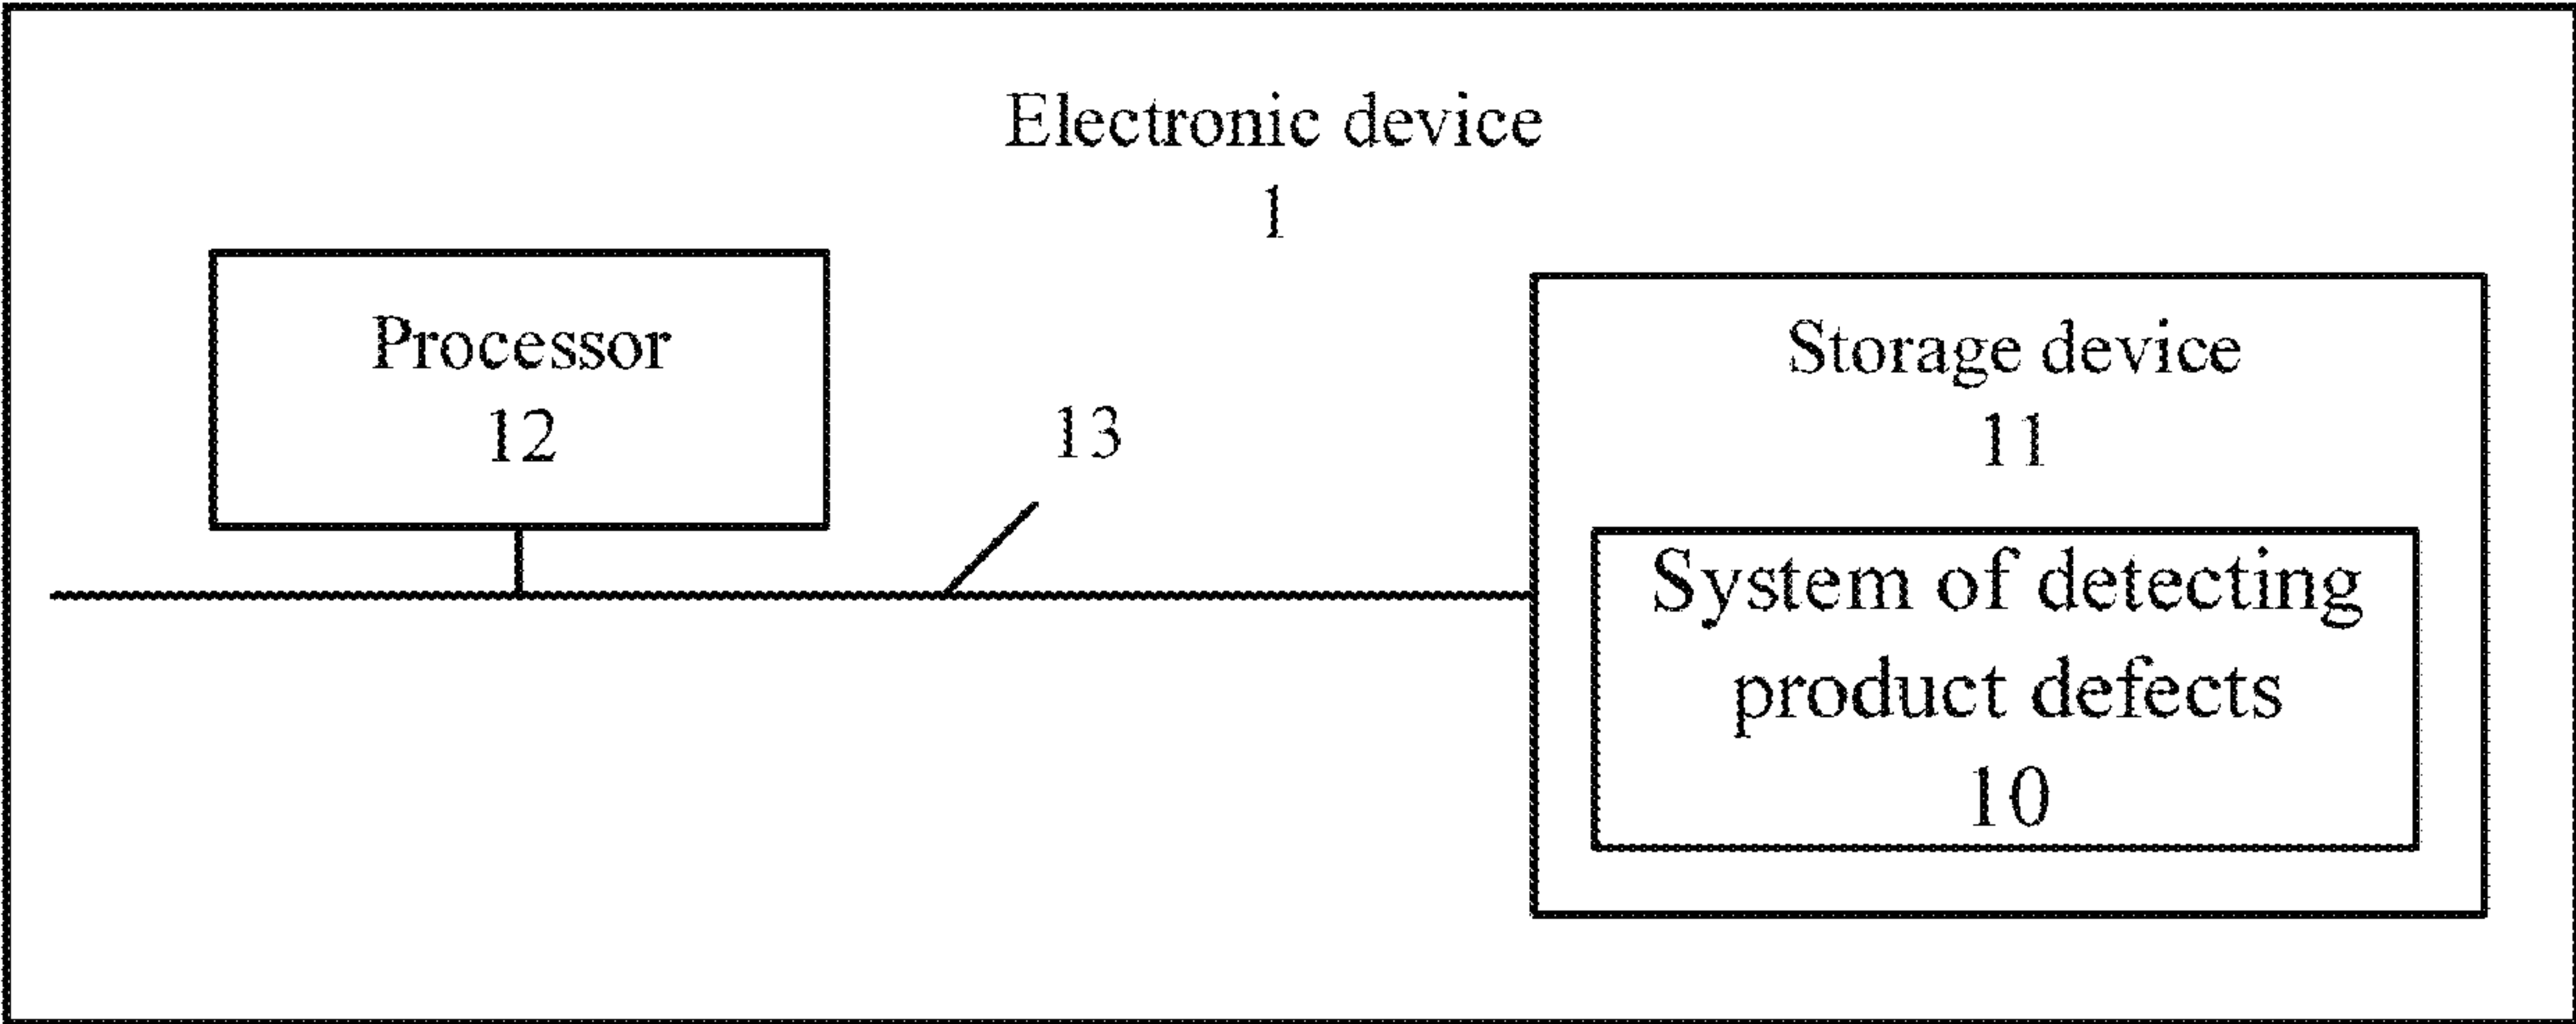 Electronic device
1
Processor
12
13
Storage device
11
System of detecting
product defects
10